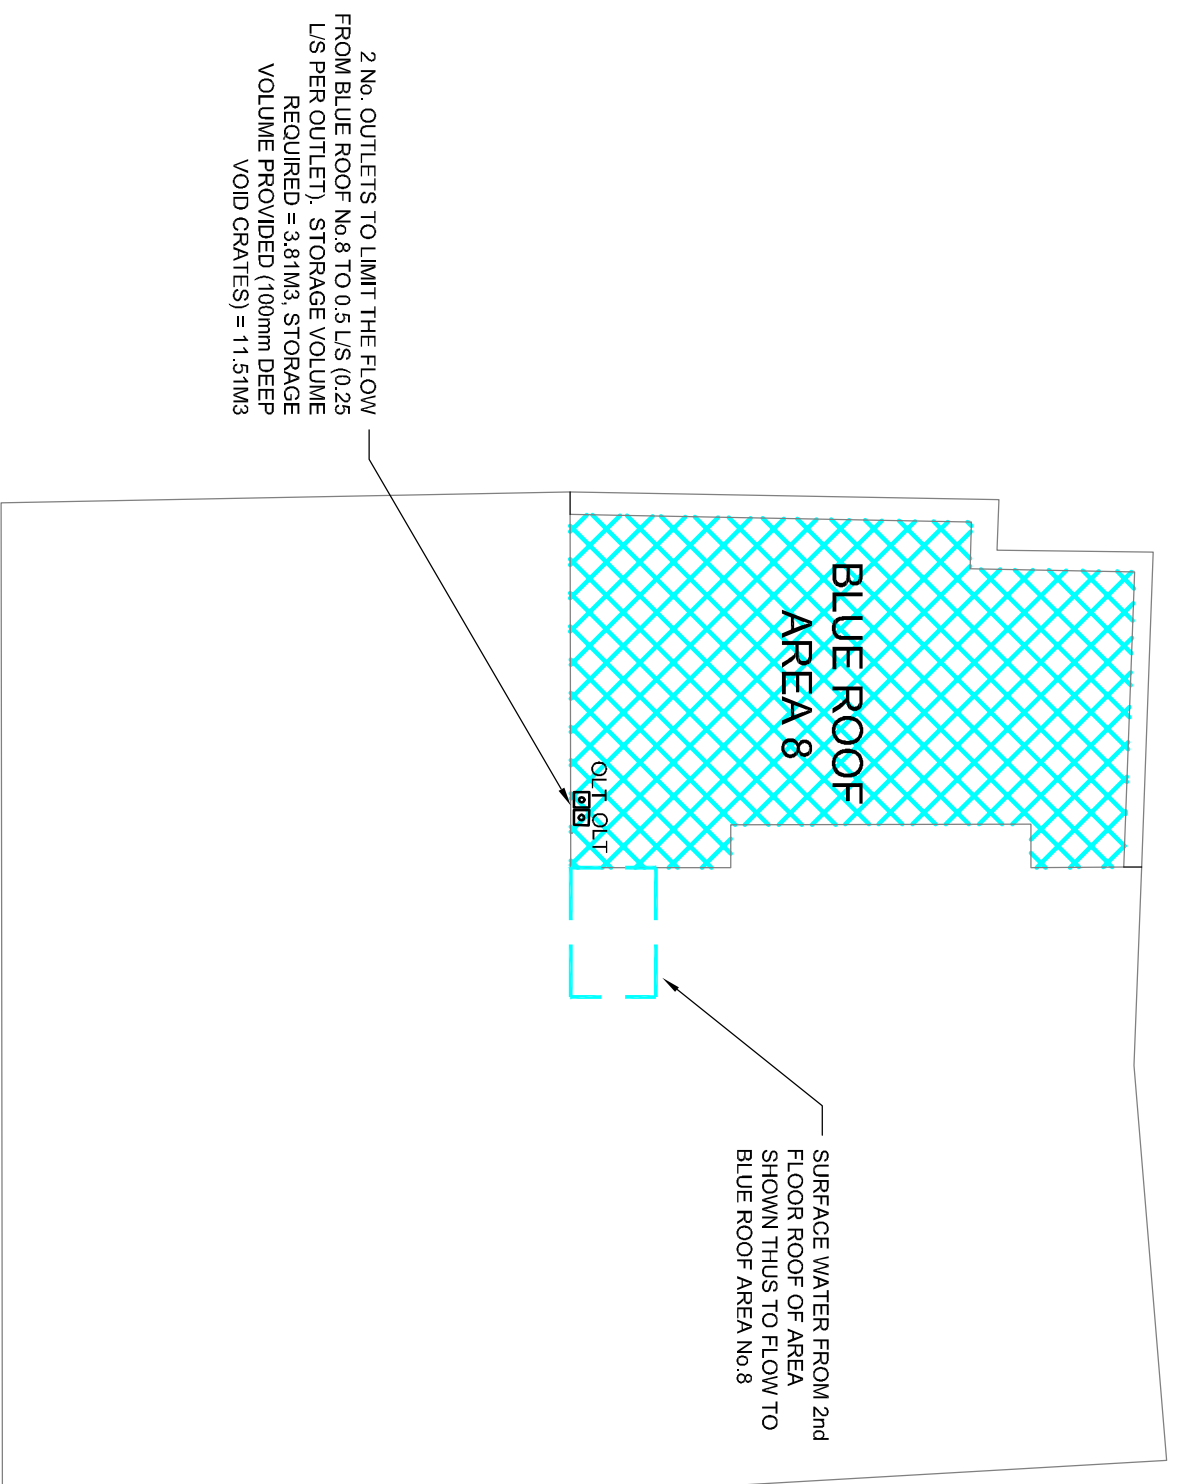 2 No. OUTLETS TO LIMIT THE FLOW
FROM BLUE ROOF No.8 TO 0.5 L/S (0.25
L/S PER OUTLET). STORAGE VOLUME
REQUIRED = 3.81M3, STORAGE
VOLUME PROVIDED (100mm DEEP
VOID CRATES) = 11.51M3
BLUE ROOF
AREA 8
OLT OLT
SURFACE WATER FROM 2nd
FLOOR ROOF OF AREA
SHOWN THUS TO FLOW TO
BLUE ROOF AREA No.8